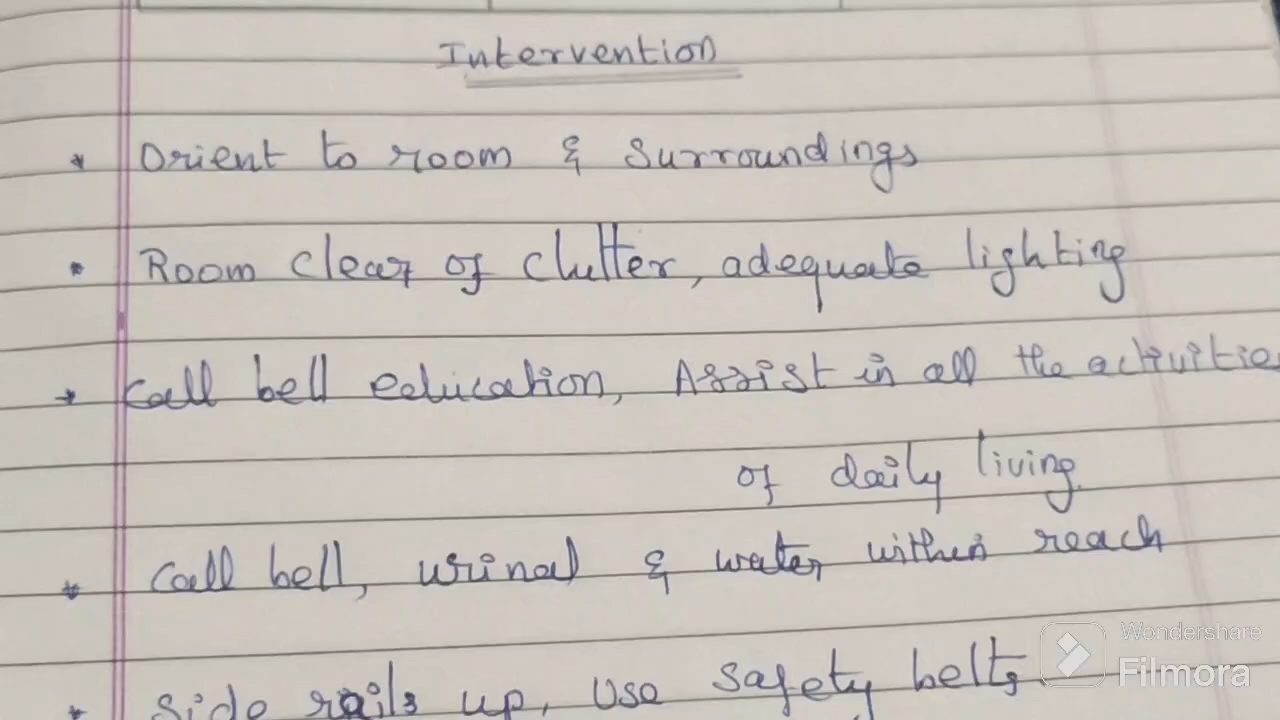 Intervention
* Orient to room & surroundings
* Room clear of clutter, adequate lighting
* Call bell education, Assist in all the activitie
of daily living.
* Call bell, urinal & water within reach
* Side rails up, use safety belts
Wondershare
Filmora